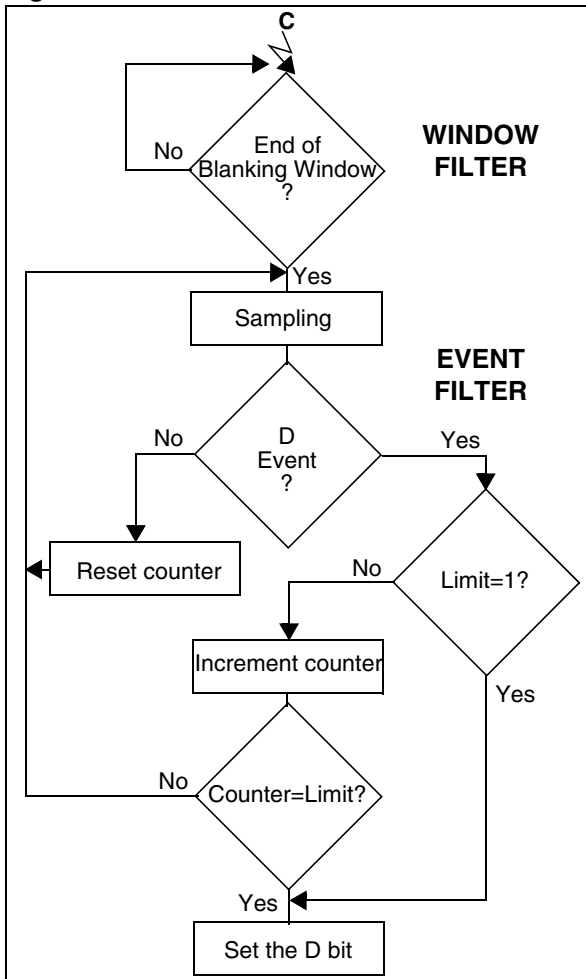 C
End of
Blanking Window
?
No
WINDOW
FILTER
Yes
Sampling
EVENT
FILTER
No
D
Event
?
Yes
Reset counter
No
Limit=1?
Increment counter
Yes
No
Counter=Limit?
Yes
Set the D bit